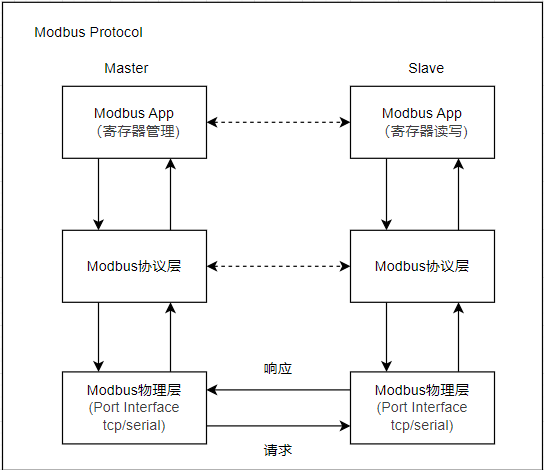 Modbus Protocol
Master
Slave
Modbus App
（寄存器管理)
Modbus App
（寄存器读写)
Modbus协议层
Modbus协议层
响应
Modbus物理层
(Port Interface
tcp/serial)
Modbus物理层
(Port Interface
tcp/serial)
请求